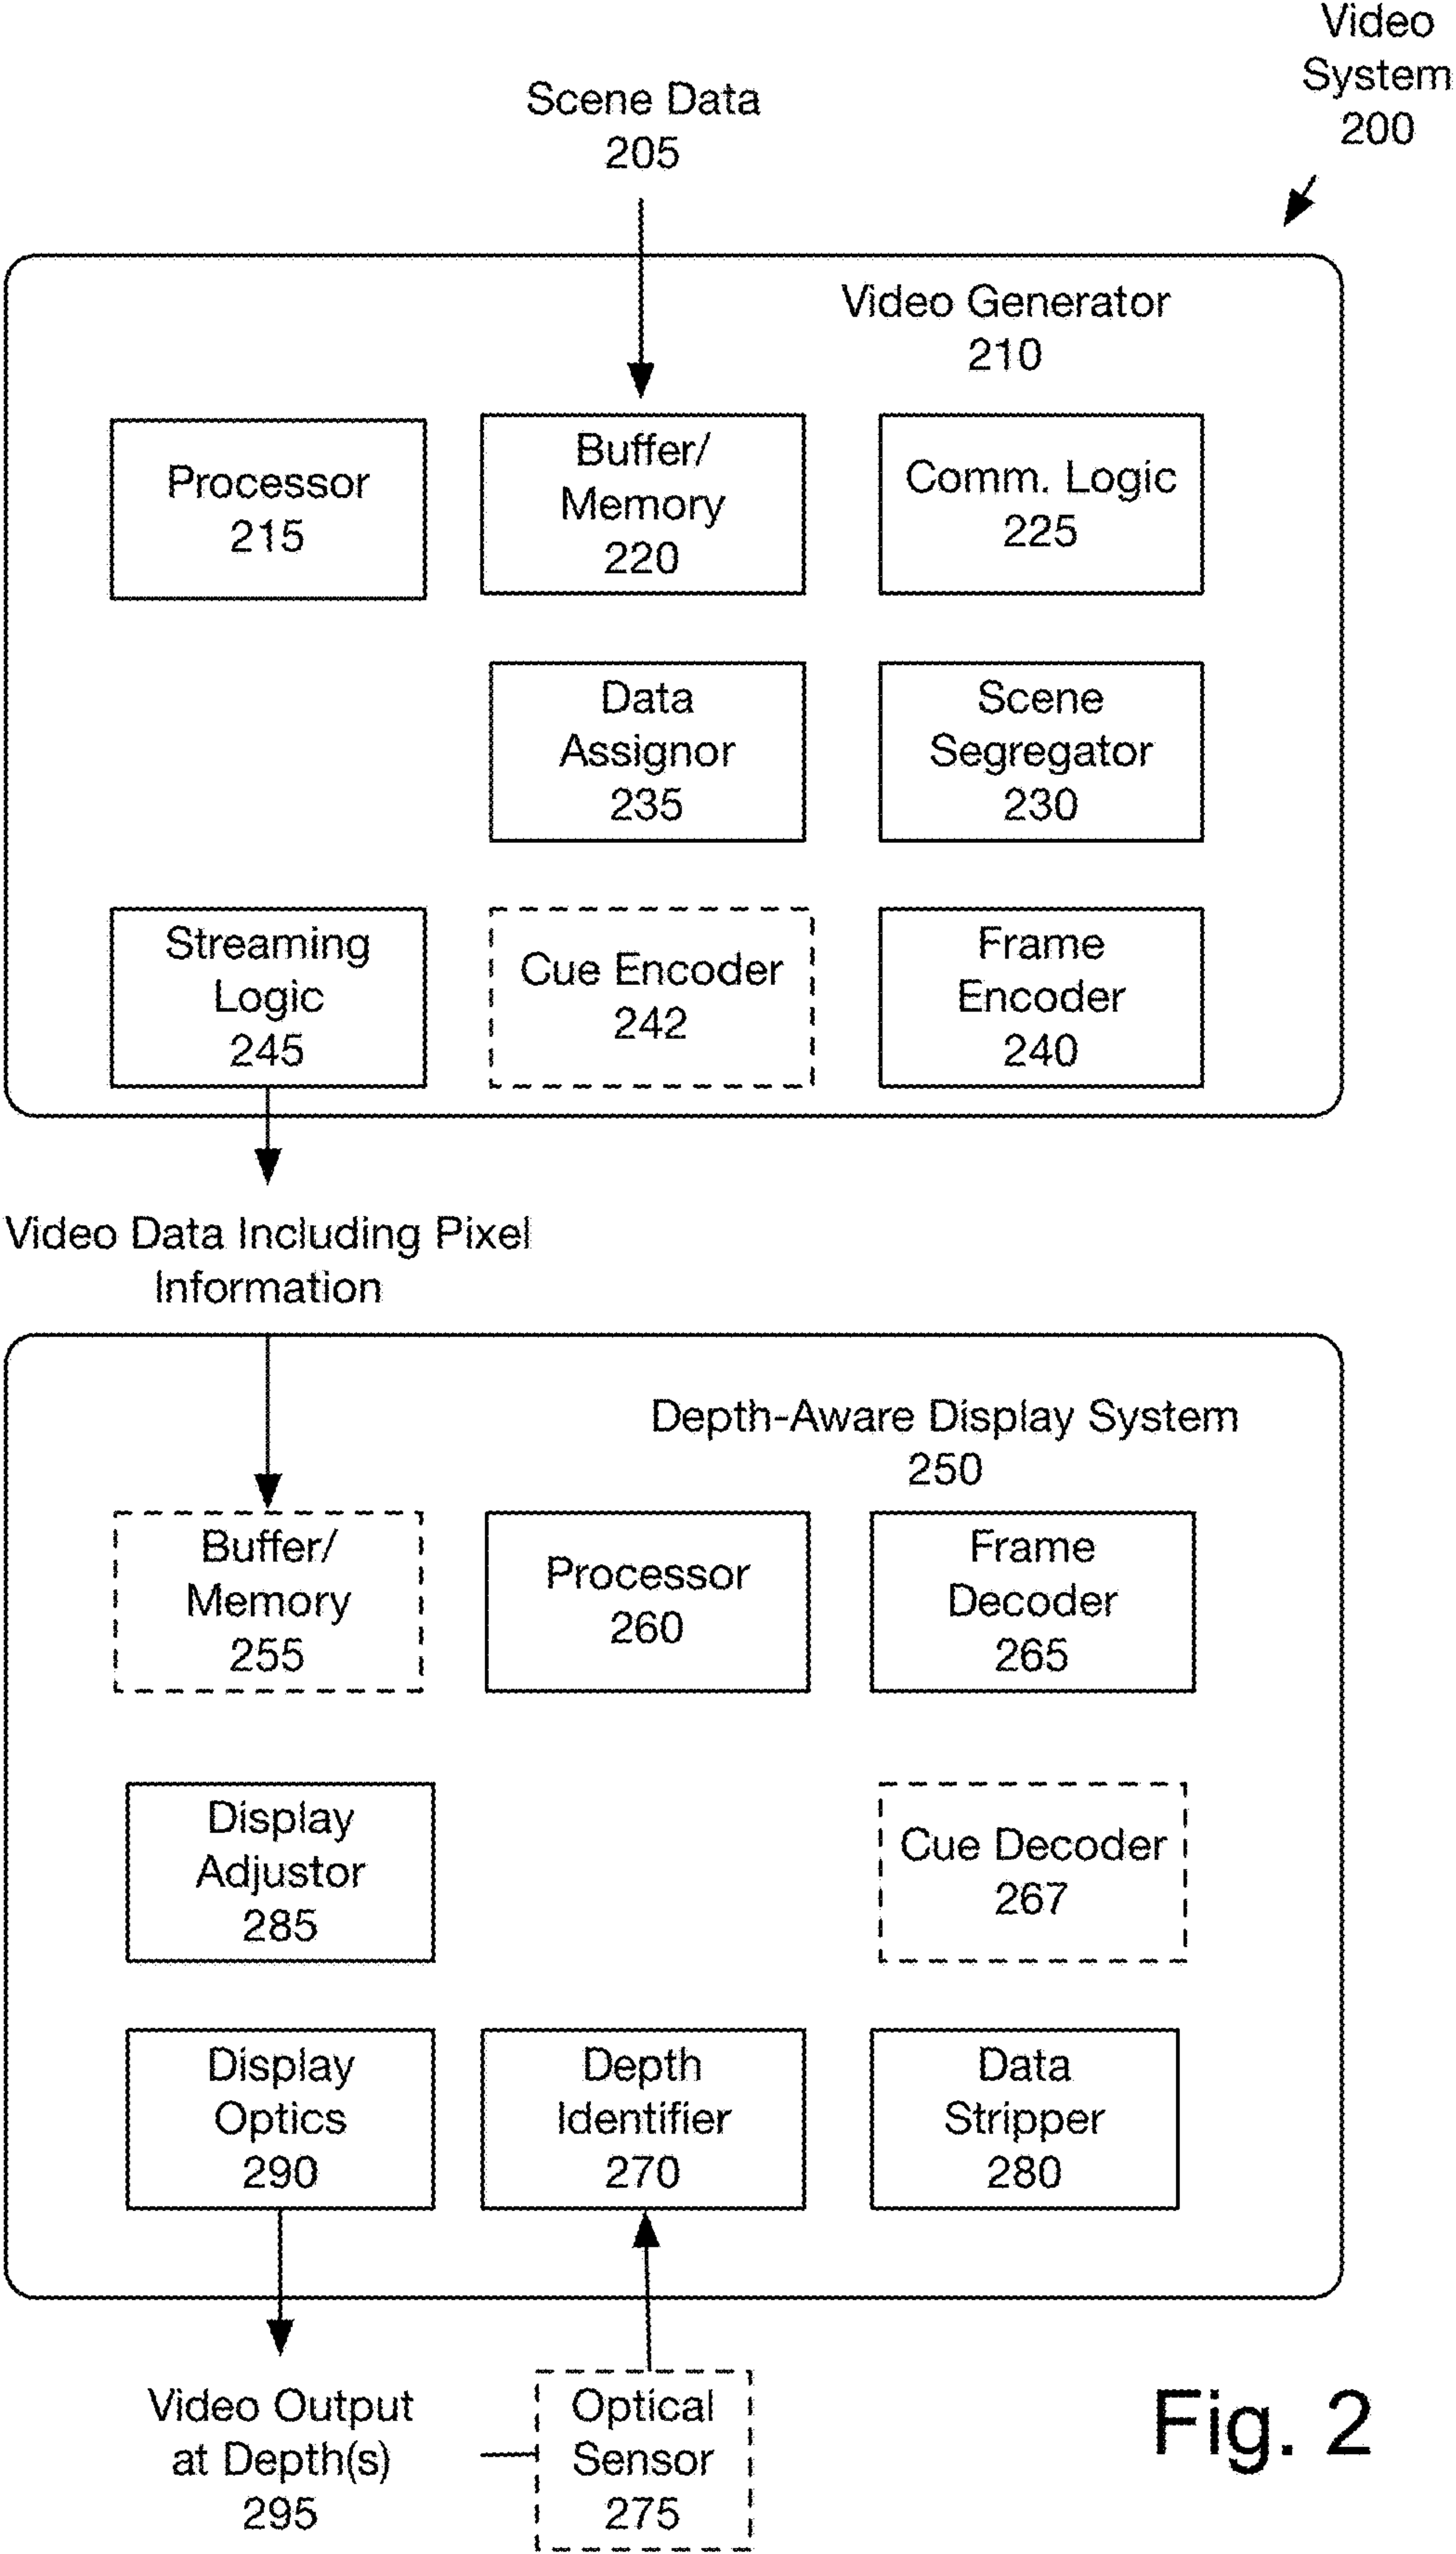 Video
System
200
Scene Data
205
Video Generator
210
Processor
215
Buffer/
Memory
220
Comm. Logic
225
Data
Assignor
235
Scene
Segregator
230
Streaming
Logic
245
Cue Encoder
242
Frame
Encoder
240
Video Data Including Pixel
Information
Depth-Aware Display System
250
Buffer/
Memory
255
Processor
260
Frame
Decoder
265
Display
Adjustor
285
Cue Decoder
267
Display
Optics
290
Depth
Identifier
270
Data
Stripper
280
Video Output
at Depth(s)
295
Optical
Sensor
275
Fig. 2